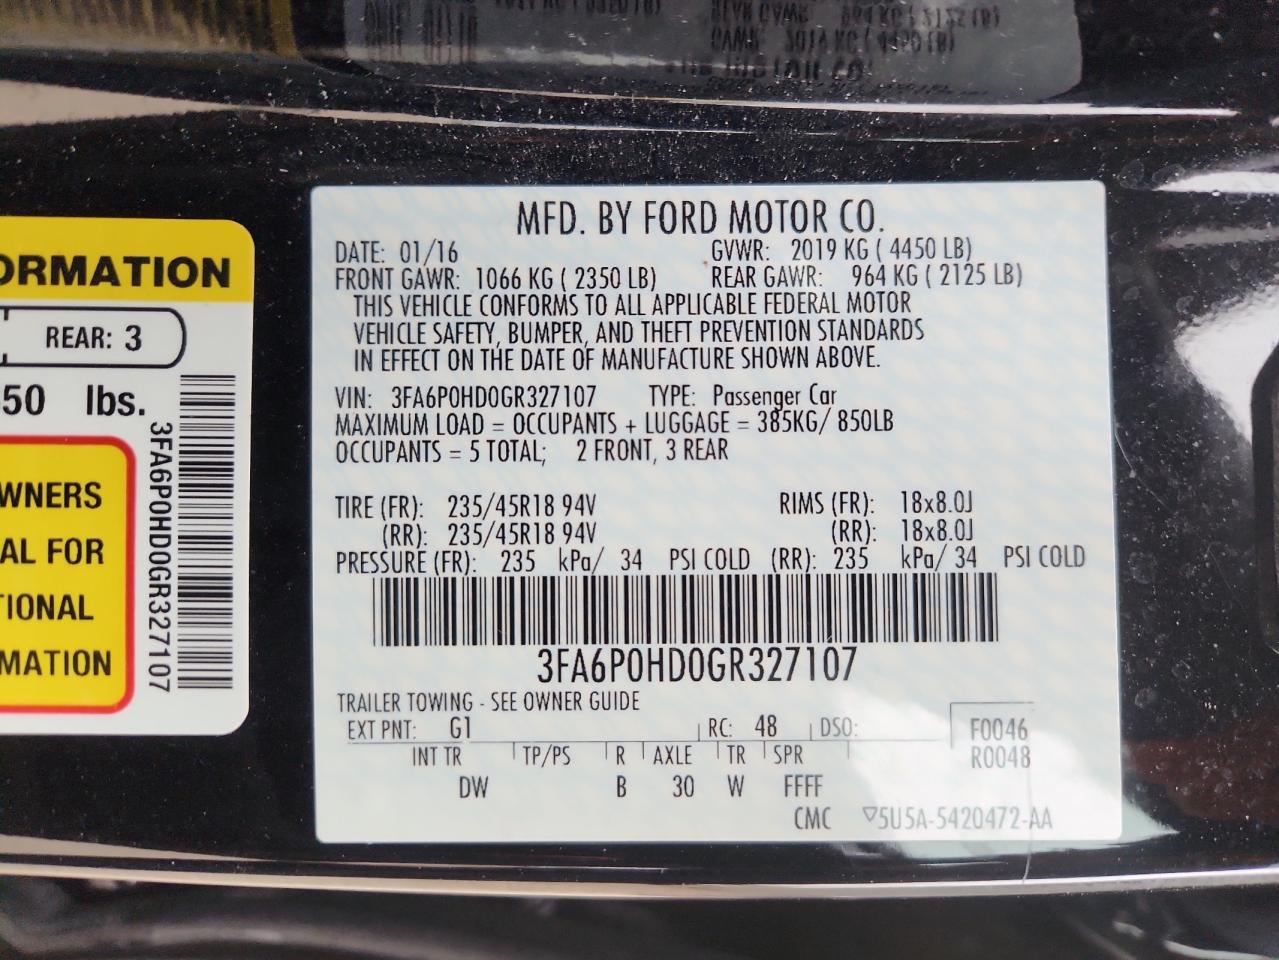 ORMATION
REAR: 3
50 lbs.
WNERS
AL FOR
TIONAL
MATION
3FA6P0HD0GR327107
MFD. BY FORD MOTOR CO.
DATE: 01/16 GVWR: 2019 KG ( 4450 LB)
FRONT GAWR: 1066 KG ( 2350 LB) REAR GAWR: 964 KG ( 2125 LB)
THIS VEHICLE CONFORMS TO ALL APPLICABLE FEDERAL MOTOR
VEHICLE SAFETY, BUMPER, AND THEFT PREVENTION STANDARDS
IN EFFECT ON THE DATE OF MANUFACTURE SHOWN ABOVE.
VIN: 3FA6P0HD0GR327107 TYPE: Passenger Car
MAXIMUM LOAD = OCCUPANTS + LUGGAGE = 385KG/ 850LB
OCCUPANTS = 5 TOTAL; 2 FRONT, 3 REAR
TIRE (FR): 235/45R18 94V RIMS (FR): 18x8.0J
(RR): 235/45R18 94V (RR): 18x8.0J
PRESSURE (FR): 235 kPa/ 34 PSI COLD (RR): 235 kPa/ 34 PSI COLD
3FA6P0HD0GR327107
TRAILER TOWING - SEE OWNER GUIDE
EXT PNT: G1 RC: 48 DSO: F0046
INT TR TP/PS R AXLE TR SPR R0048
DW B 30 W FFFF
CMC ▽5U5A-5420472-AA